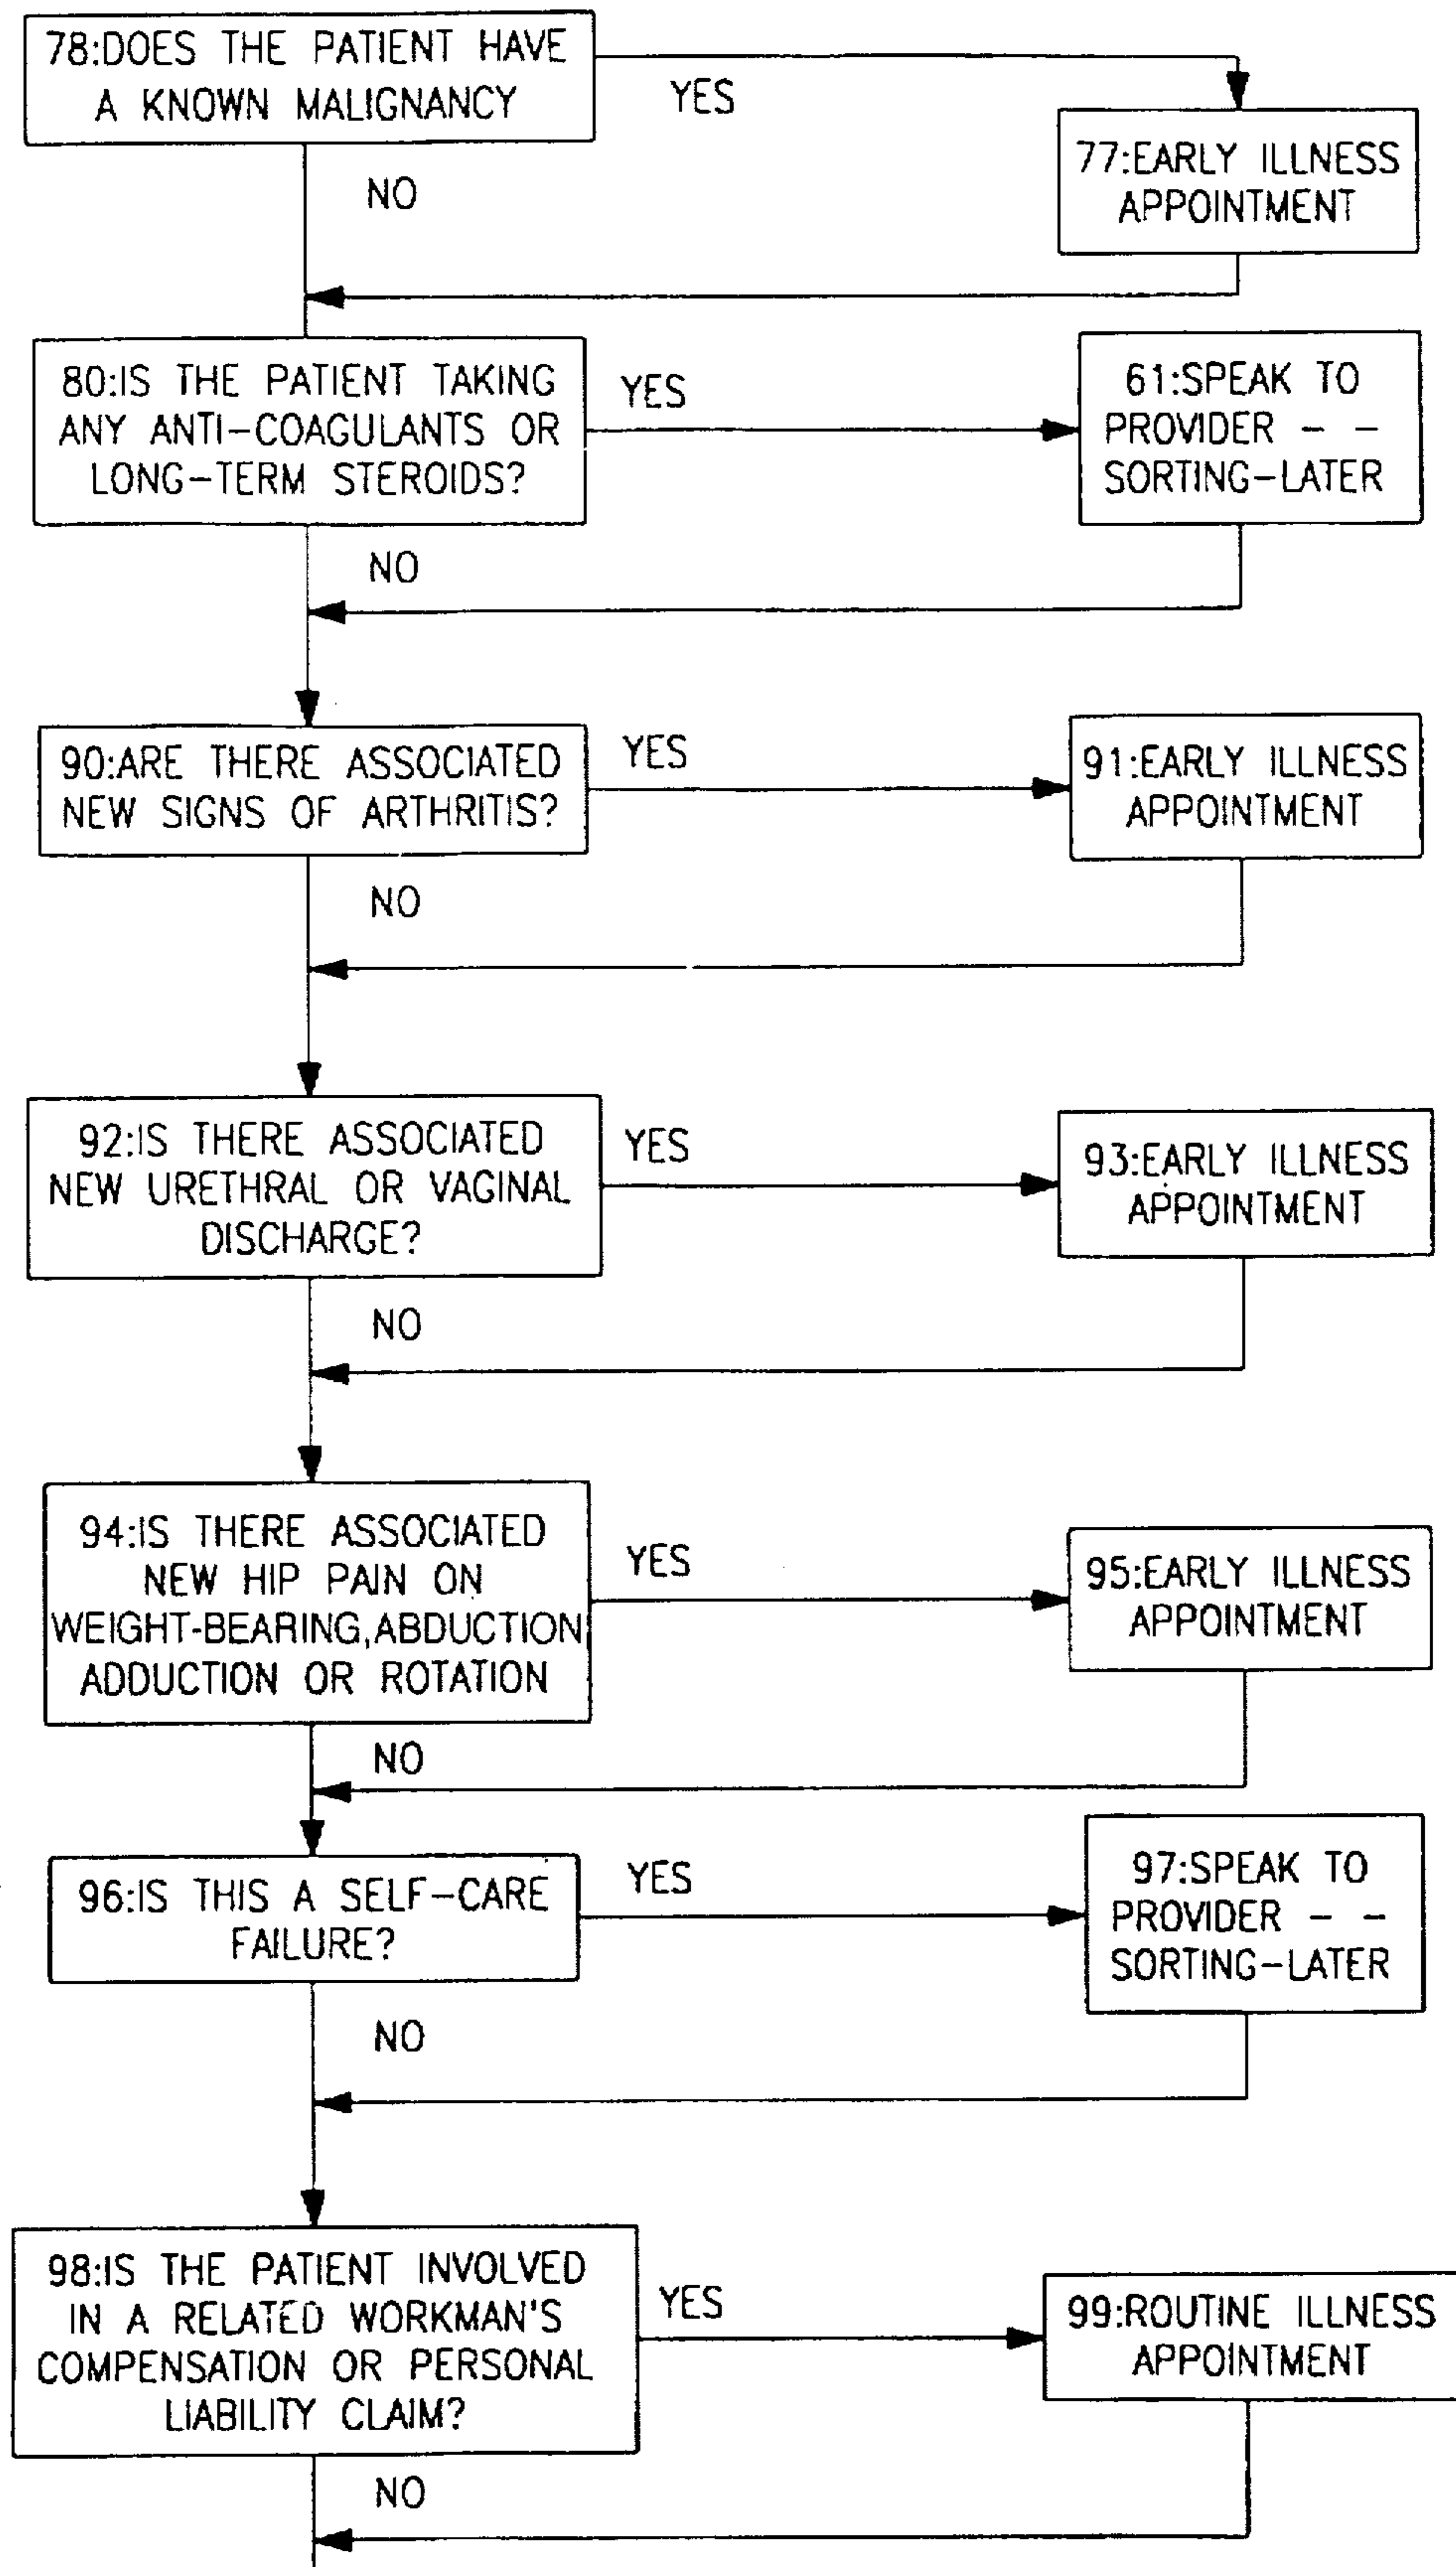 78:DOES THE PATIENT HAVE
A KNOWN MALIGNANCY
YES
77:EARLY ILLNESS
APPOINTMENT
NO
80:IS THE PATIENT TAKING
ANY ANTI-COAGULANTS OR
LONG-TERM STEROIDS?
YES
61:SPEAK TO
PROVIDER - -
SORTING-LATER
NO
90:ARE THERE ASSOCIATED
NEW SIGNS OF ARTHRITIS?
YES
91:EARLY ILLNESS
APPOINTMENT
NO
92:IS THERE ASSOCIATED
NEW URETHRAL OR VAGINAL
DISCHARGE?
YES
93:EARLY ILLNESS
APPOINTMENT
NO
94:IS THERE ASSOCIATED
NEW HIP PAIN ON
WEIGHT-BEARING,ABDUCTION
ADDUCTION OR ROTATION
YES
95:EARLY ILLNESS
APPOINTMENT
NO
96:IS THIS A SELF-CARE
FAILURE?
YES
97:SPEAK TO
PROVIDER - -
SORTING-LATER
NO
98:IS THE PATIENT INVOLVED
IN A RELATED WORKMAN'S
COMPENSATION OR PERSONAL
LIABILITY CLAIM?
YES
99:ROUTINE ILLNESS
APPOINTMENT
NO